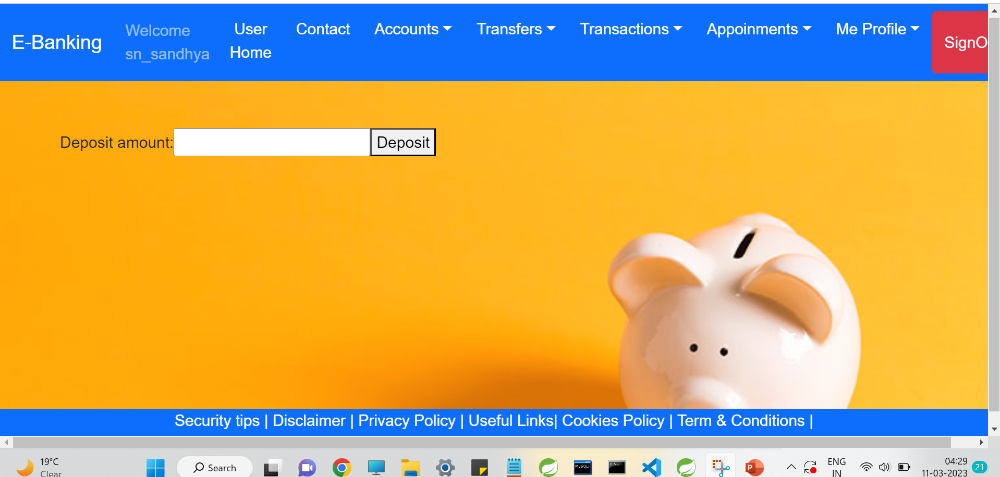 E-Banking
Welcome
sn_sandhya
User
Home
Contact
Accounts
Transfers
Transactions
Appoinments
Me Profile
SignO
Deposit amount:
Deposit
Security tips | Disclaimer | Privacy Policy | Useful Links| Cookies Policy | Term & Conditions |
19°C
Clear
Search
MySQL
ENG
IN
04:29
11-03-2023
21